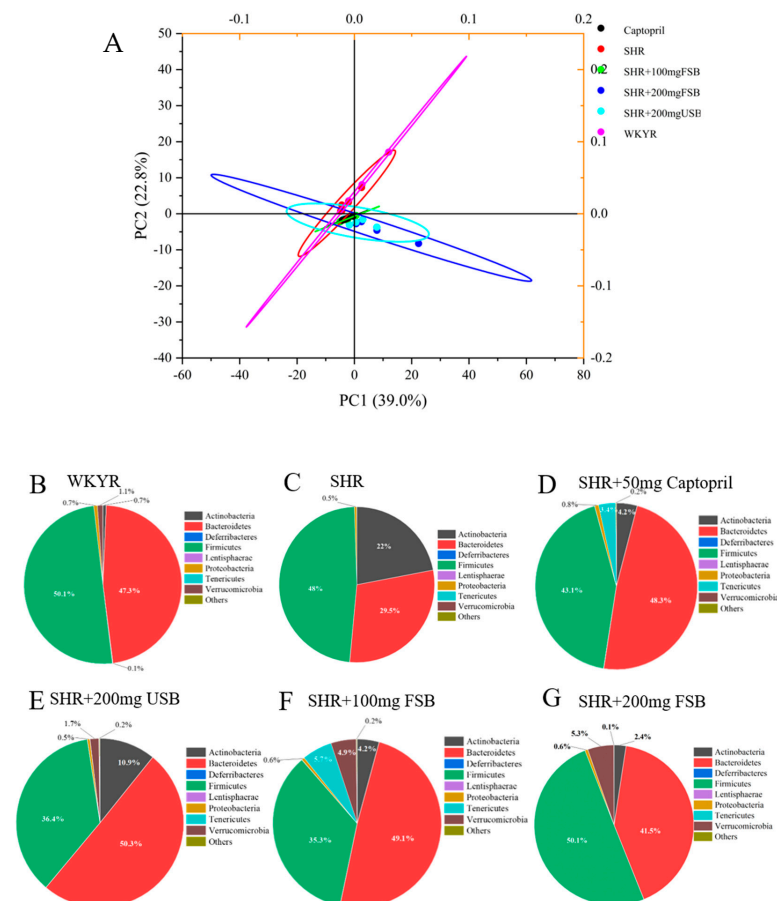 A
-0.1 0.0 0.1 0.2
50
40
30
20
10
0
-10
-20
-30
-40
PC2 (22.8%)
-60 -40 -20 0 20 40 60 80
PC1 (39.0%)
0.2
0.1
0.0
-0.1
-0.2
Captopril
SHR
SHR+100mgFSB
SHR+200mgFSB
SHR+200mgUSB
WKYR
B WKYR
0.7% 1.1% 0.7%
50.1% 47.3%
0.1%
Actinobacteria
Bacteroidetes
Deferribacteres
Firmicutes
Lentisphaerae
Proteobacteria
Tenericutes
Verrucomicrobia
Others
C SHR
0.5%
22%
48% 29.5%
Actinobacteria
Bacteroidetes
Deferribacteres
Firmicutes
Lentisphaerae
Proteobacteria
Tenericutes
Verrucomicrobia
Others
D SHR+50mg Captopril
0.2%
0.8% 3.4% 4.2%
43.1% 48.3%
Actinobacteria
Bacteroidetes
Deferribacteres
Firmicutes
Lentisphaerae
Proteobacteria
Tenericutes
Verrucomicrobia
Others
E SHR+200mg USB
1.7% 0.2%
0.5%
10.9%
36.4%
50.3%
Actinobacteria
Bacteroidetes
Deferribacteres
Firmicutes
Lentisphaerae
Proteobacteria
Tenericutes
Verrucomicrobia
Others
F SHR+100mg FSB
0.2%
0.6% 4.9% 4.2%
35.3% 49.1%
Actinobacteria
Bacteroidetes
Deferribacteres
Firmicutes
Lentisphaerae
Proteobacteria
Tenericutes
Verrucomicrobia
Others
G SHR+200mg FSB
5.3% 0.1% 2.4%
0.6%
50.1% 41.5%
Actinobacteria
Bacteroidetes
Deferribacteres
Firmicutes
Lentisphaerae
Proteobacteria
Tenericutes
Verrucomicrobia
Others